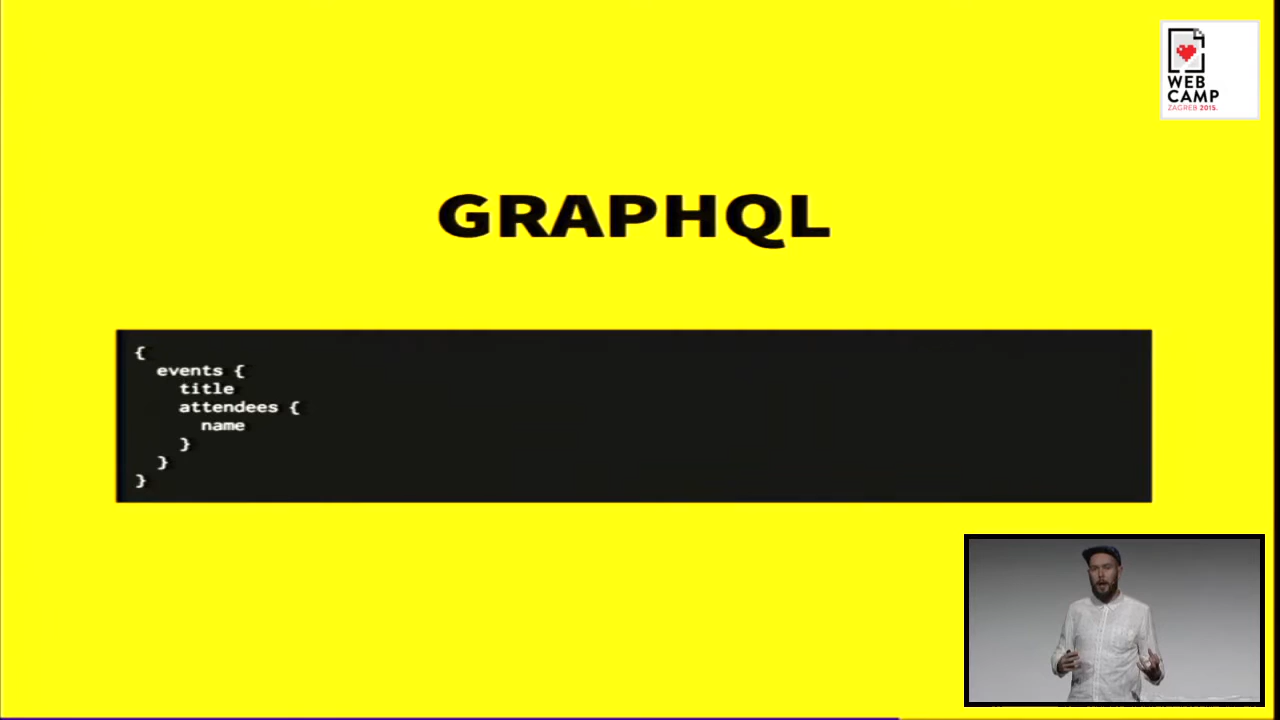 WEB
CAMP
ZAGREB 2015.
GRAPHQL
{
  events {
    title
    attendees {
      name
    }
  }
}